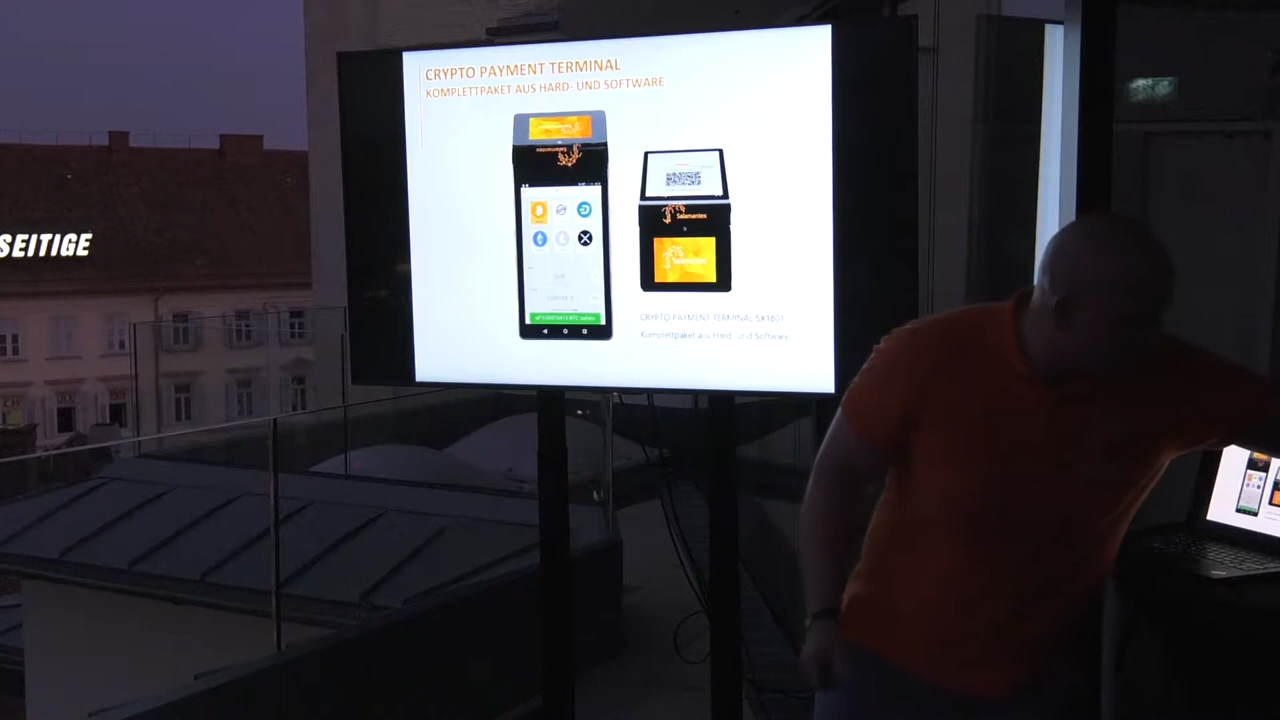 CRYPTO PAYMENT TERMINAL
KOMPLETTPAKET AUS HARD- UND SOFTWARE
Salamantex
Salamantex
CRYPTO PAYMENT TERMINAL SX1801
Komplettpaket aus Hard- und Software
SEITIGE